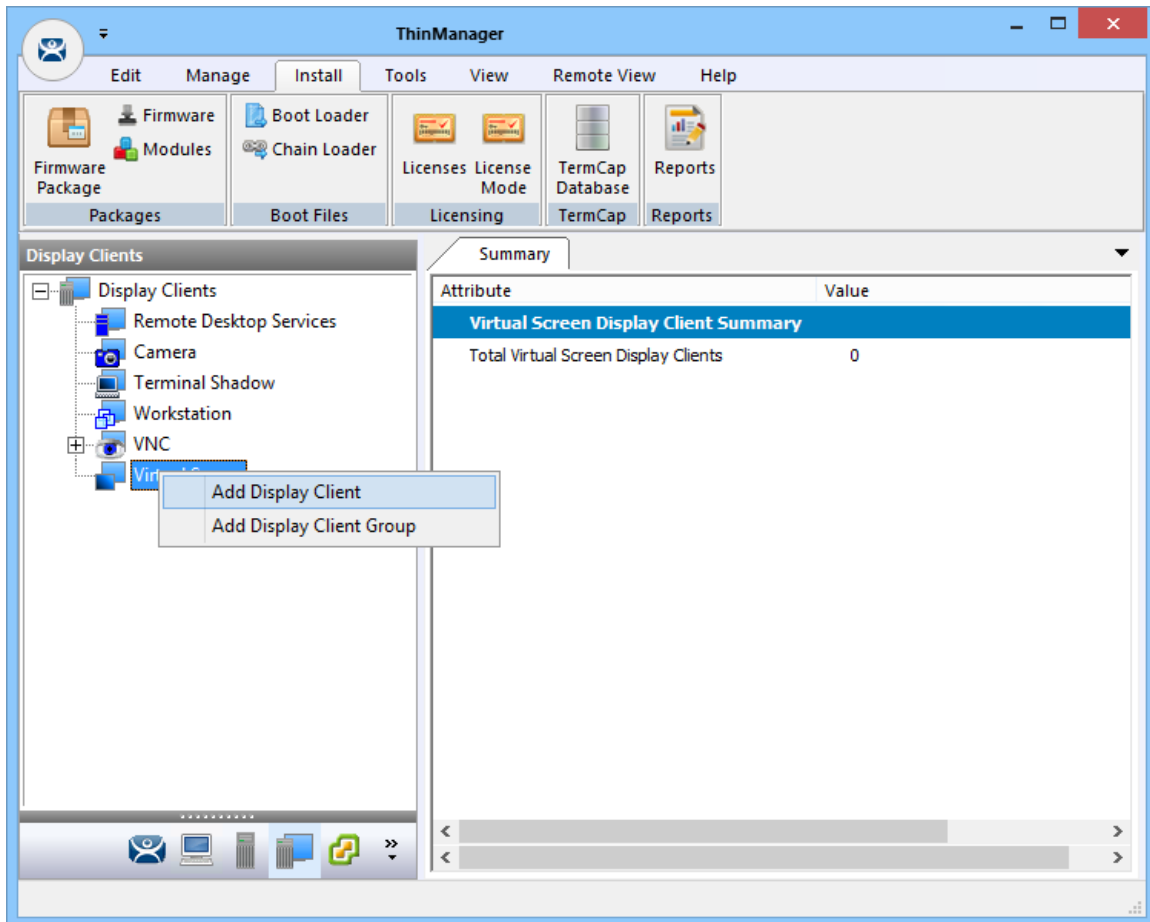 ThinManager
Edit Manage Install Tools View Remote View Help
Firmware
Package
Firmware
Modules
Packages
Boot Loader
Chain Loader
Boot Files
Licenses
License
Mode
Licensing
TermCap
Database
TermCap
Reports
Reports
Display Clients
Display Clients
Remote Desktop Services
Camera
Terminal Shadow
Workstation
VNC
Add Display Client
Add Display Client Group
Summary
Attribute Value
Virtual Screen Display Client Summary
Total Virtual Screen Display Clients 0